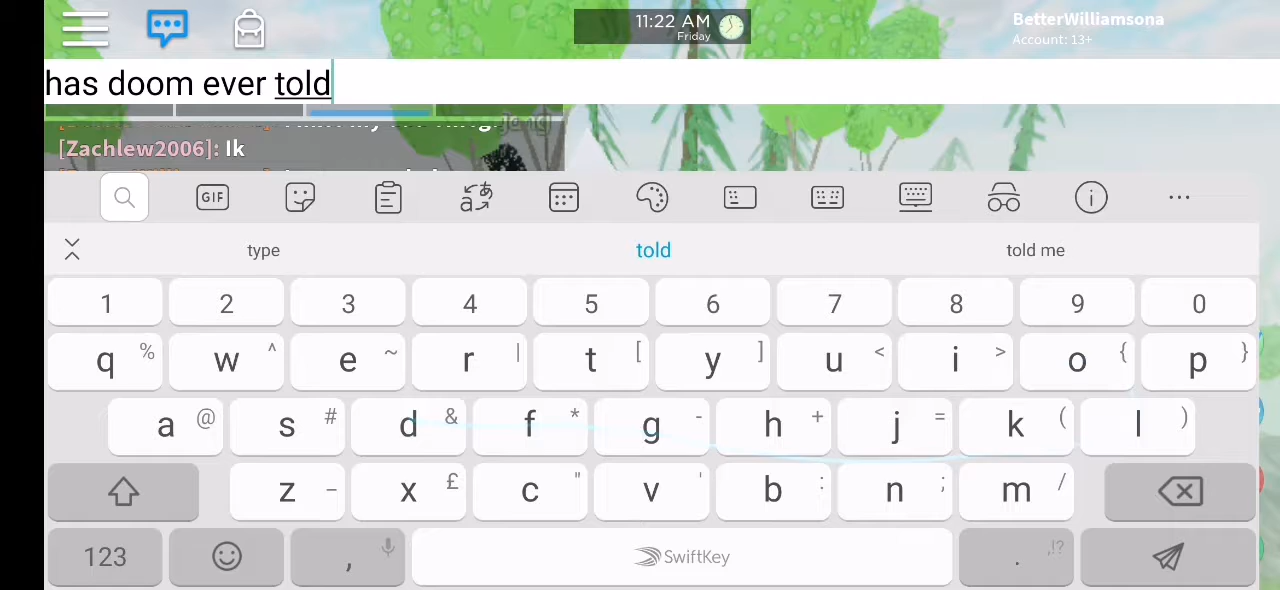 11:22 AM
Friday
BetterWilliamsona
Account: 13+
has doom ever told
[Zachlew2006]: Ik
GIF
type told told me
1 2 3 4 5 6 7 8 9 0
q % w ^ e ~ r | t [ y ] u < i > o { p }
a @ s # d & f * g - h + j = k ( l )
z _ x £ c " v ' b : n ; m /
123 , SwiftKey . ,!?